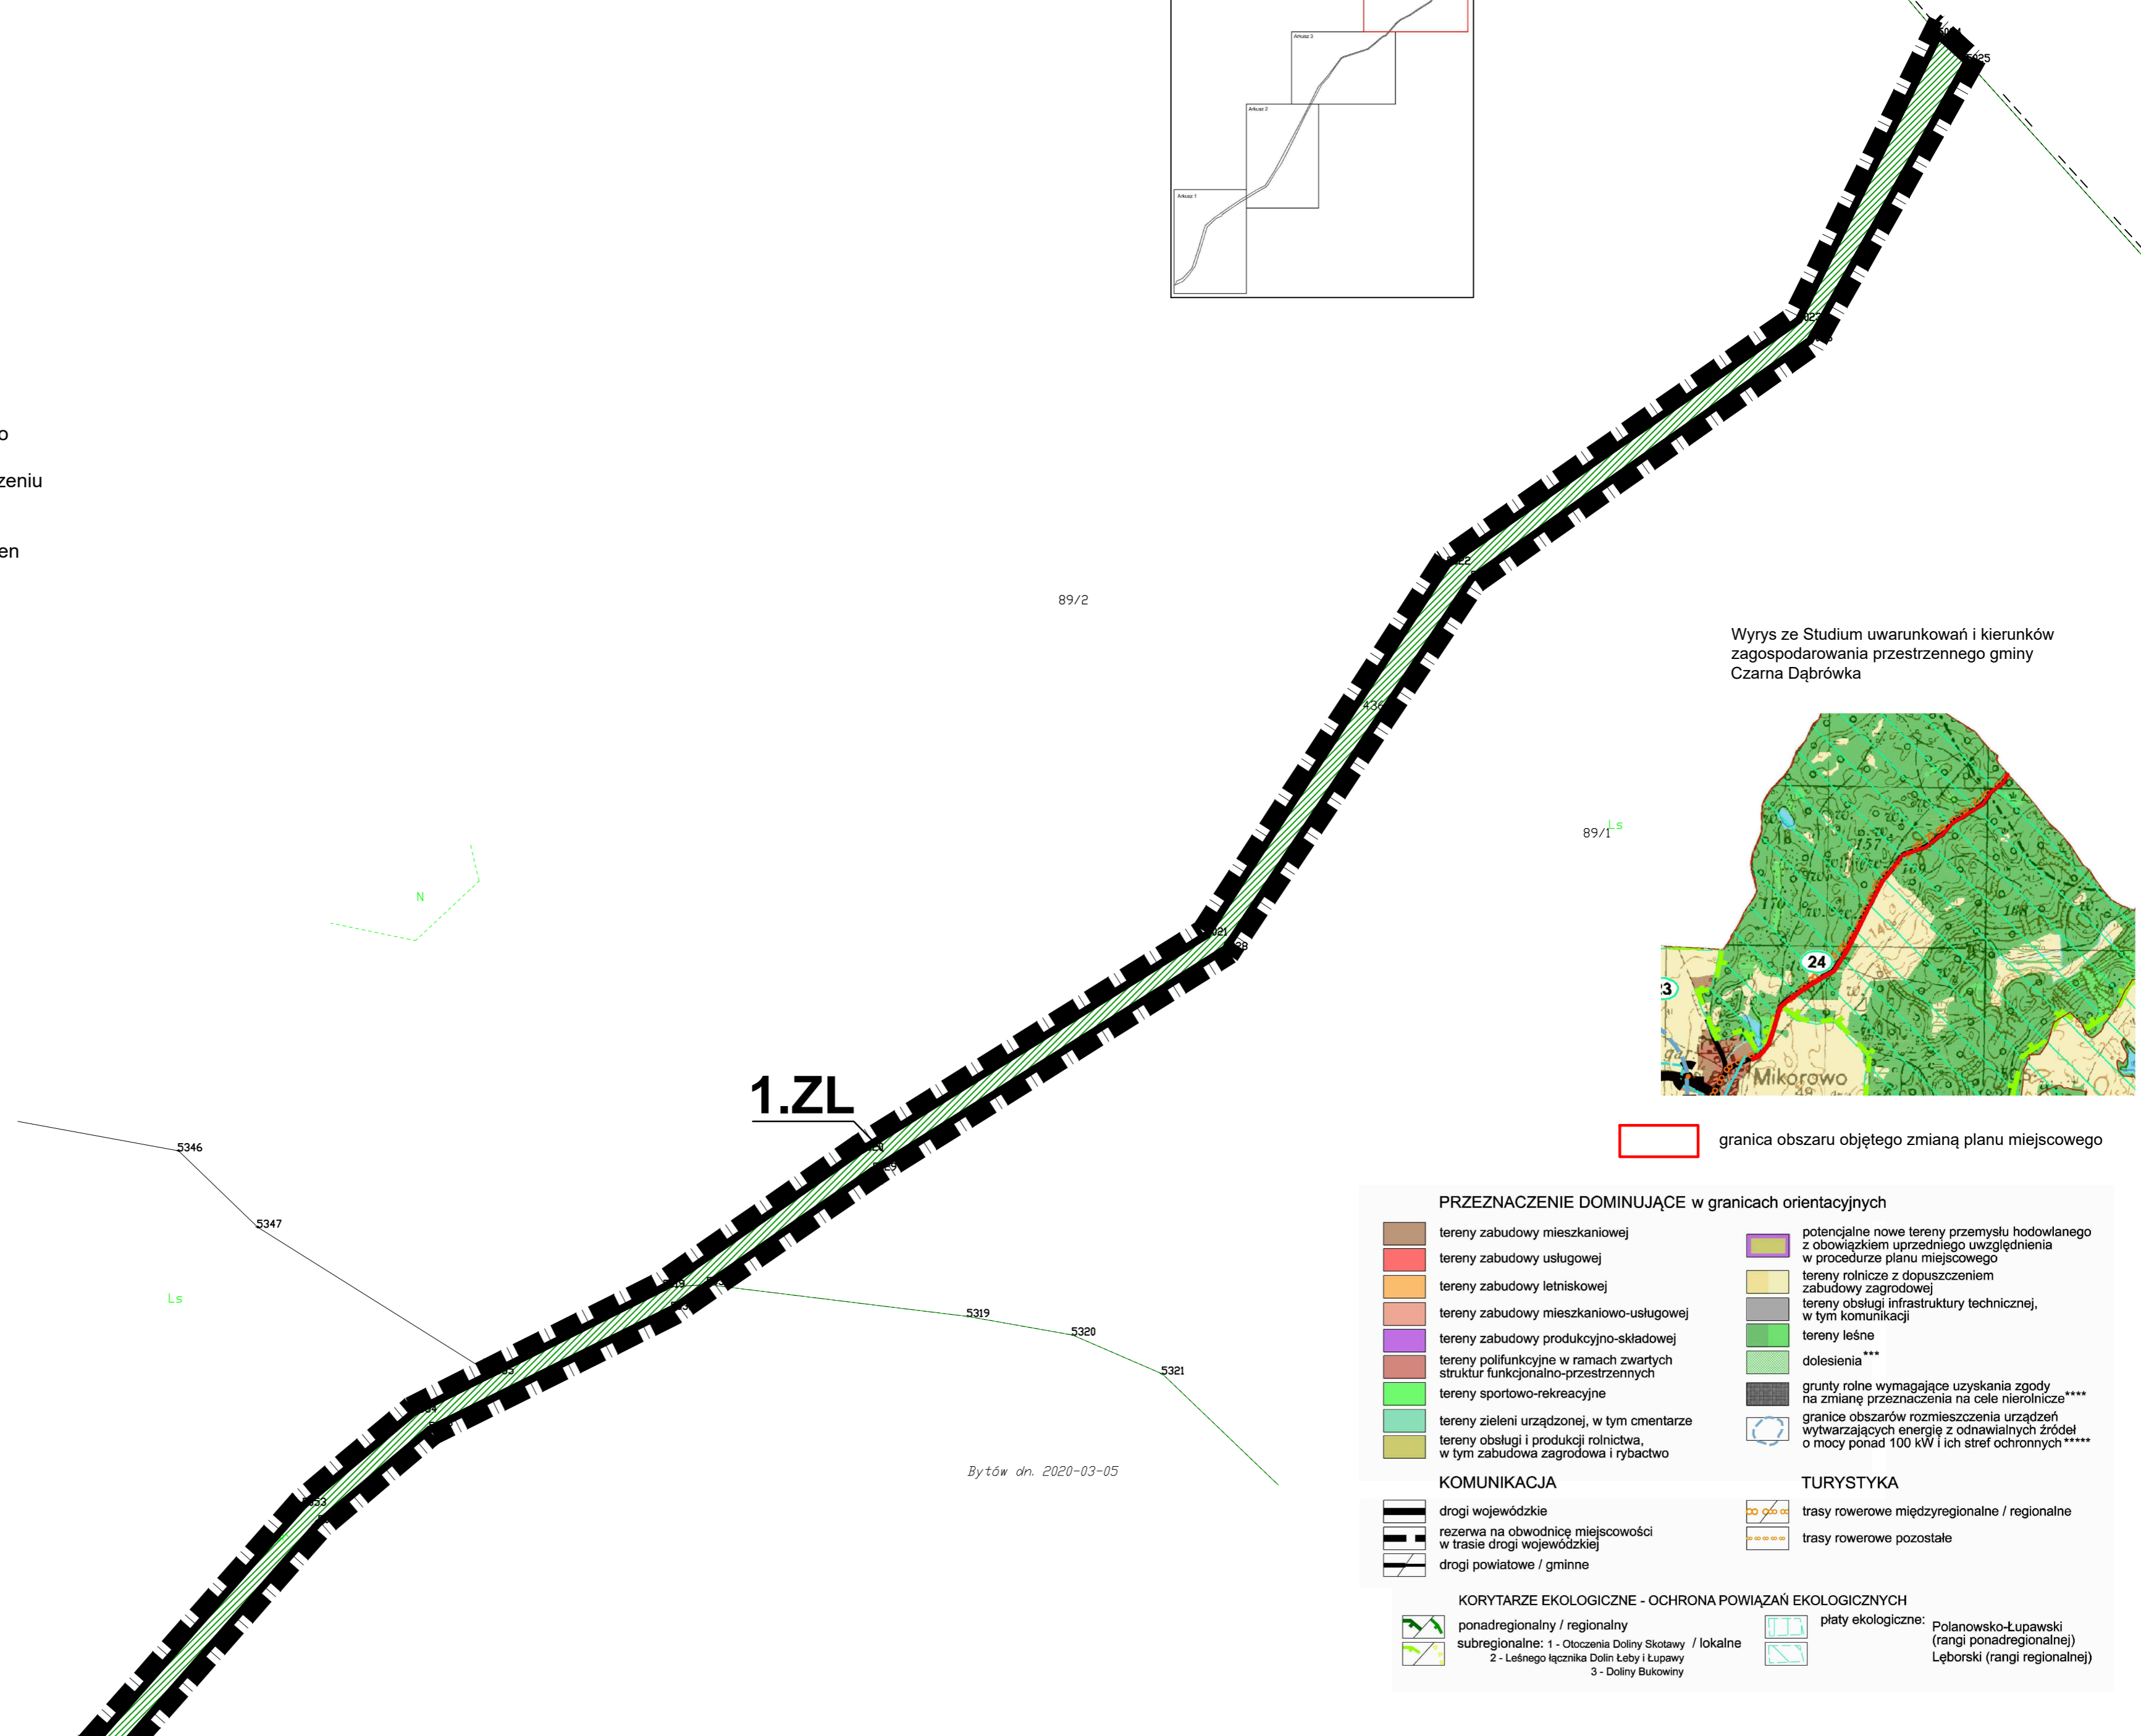 Arkusz 3
Arkusz 2
Arkusz 1
o
zeniu
en
89/2
436
89/1
Ls
N
1.ZL
5346
5347
Ls
5319
5320
5321
Bytów dn. 2020-03-05
Wyrys ze Studium uwarunkowań i kierunków
zagospodarowania przestrzennego gminy
Czarna Dąbrówka
24
Mikorowo
48
granica obszaru objętego zmianą planu miejscowego
PRZEZNACZENIE DOMINUJĄCE w granicach orientacyjnych
tereny zabudowy mieszkaniowej
tereny zabudowy usługowej
tereny zabudowy letniskowej
tereny zabudowy mieszkaniowo-usługowej
tereny zabudowy produkcyjno-składowej
tereny polifunkcyjne w ramach zwartych
struktur funkcjonalno-przestrzennych
tereny sportowo-rekreacyjne
tereny zieleni urządzonej, w tym cmentarze
tereny obsługi i produkcji rolnictwa,
w tym zabudowa zagrodowa i rybactwo
potencjalne nowe tereny przemysłu hodowlanego
z obowiązkiem uprzedniego uwzględnienia
w procedurze planu miejscowego
tereny rolnicze z dopuszczeniem
zabudowy zagrodowej
tereny obsługi infrastruktury technicznej,
w tym komunikacji
tereny leśne
dolesienia ***
grunty rolne wymagające uzyskania zgody
na zmianę przeznaczenia na cele nierolnicze ****
granice obszarów rozmieszczenia urządzeń
wytwarzających energię z odnawialnych źródeł
o mocy ponad 100 kW i ich stref ochronnych *****
KOMUNIKACJA
drogi wojewódzkie
rezerwa na obwodnicę miejscowości
w trasie drogi wojewódzkiej
drogi powiatowe / gminne
TURYSTYKA
trasy rowerowe międzyregionalne / regionalne
trasy rowerowe pozostałe
KORYTARZE EKOLOGICZNE - OCHRONA POWIĄZAŃ EKOLOGICZNYCH
ponadregionalny / regionalny
subregionalne: 1 - Otoczenia Doliny Skotawy / lokalne
2 - Leśnego łącznika Dolin Łeby i Łupawy
3 - Doliny Bukowiny
płaty ekologiczne:
Polanowsko-Łupawski
(rangi ponadregionalnej)
Lęborski (rangi regionalnej)